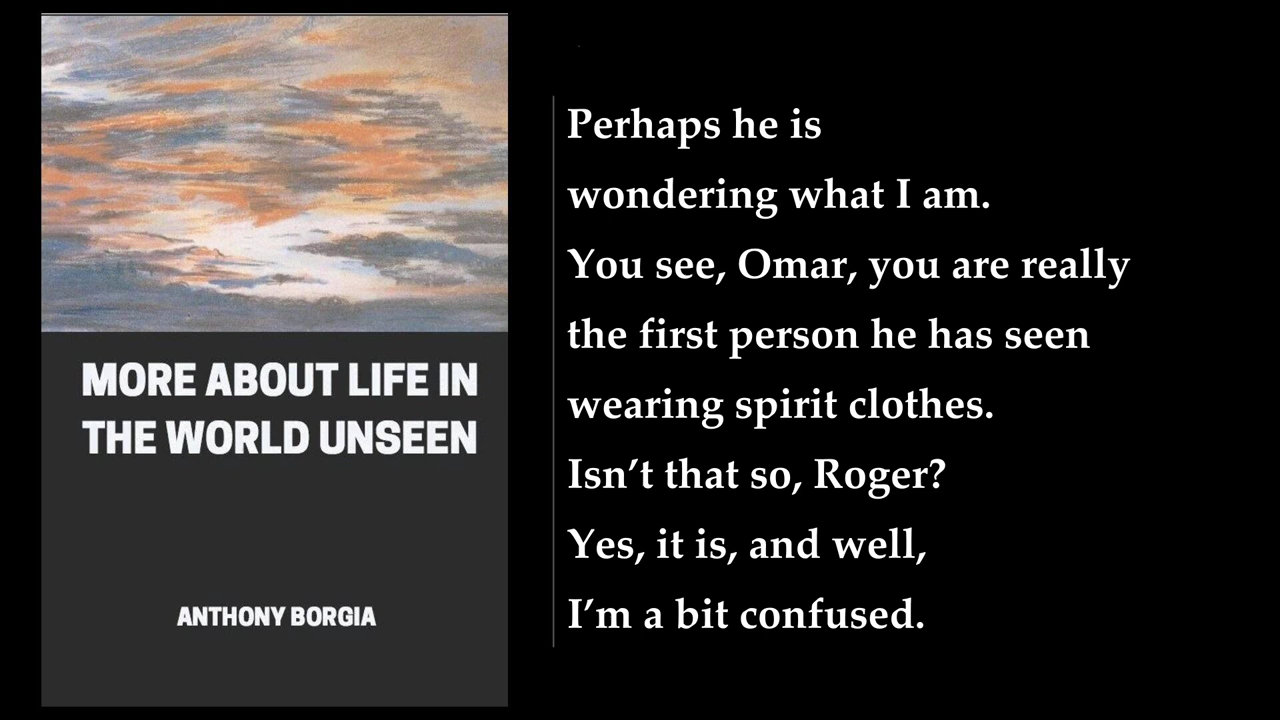 MORE ABOUT LIFE IN
THE WORLD UNSEEN
ANTHONY BORGIA
Perhaps he is
wondering what I am.
You see, Omar, you are really
the first person he has seen
wearing spirit clothes.
Isn’t that so, Roger?
Yes, it is, and well,
I’m a bit confused.